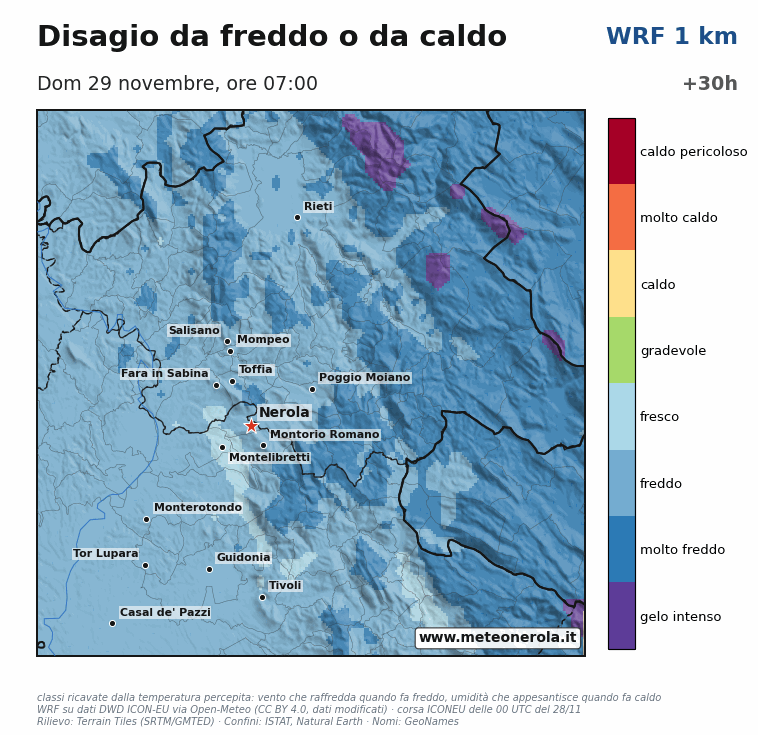 Disagio da freddo o da caldo
WRF 1 km
Dom 29 novembre, ore 07:00
+30h
caldo pericoloso
molto caldo
caldo
gradevole
fresco
freddo
molto freddo
gelo intenso
Rieti
Salisano
Mompeo
Toffia
Fara in Sabina
Poggio Moiano
Nerola
Montorio Romano
Montelibretti
Monterotondo
Tor Lupara
Guidonia
Tivoli
Casal de' Pazzi
www.meteonerola.it
classi ricavate dalla temperatura percepita: vento che raffredda quando fa freddo, umidità che appesantisce quando fa caldo
WRF su dati DWD ICON-EU via Open-Meteo (CC BY 4.0, dati modificati) · corsa ICONEU delle 00 UTC del 28/11
Rilievo: Terrain Tiles (SRTM/GMTED) · Confini: ISTAT, Natural Earth · Nomi: GeoNames